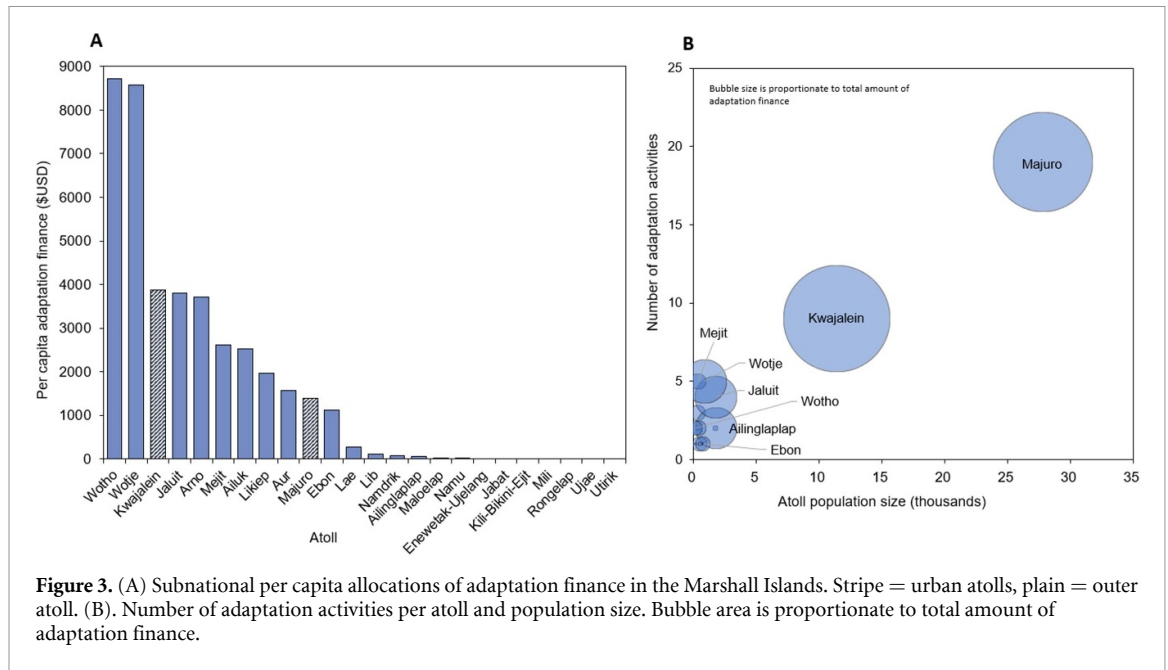 A
Per capita adaptation finance ($USD)
9000
8000
7000
6000
5000
4000
3000
2000
1000
0
Wotho
Wotje
Kwajalein
Jaluit
Arno
Mejit
Ailuk
Likiep
Aur
Majuro
Ebon
Lae
Lib
Namdrik
Ailinglaplap
Maloelap
Namu
Enewetak-Ujelang
Jabat
Kili-Bikini-Ejt
Mili
Rongelap
Ujae
Utirik
Atoll
B
Number of adaptation activities
25
20
15
10
5
0
Bubble size is proportionate to total amount of
adaptation finance
Majuro
Kwajalein
Mejit
Wotje
Jaluit
Wotho
Ailinglaplap
Ebon
0
5
10
15
20
25
30
35
Atoll population size (thousands)
Figure 3. (A) Subnational per capita allocations of adaptation finance in the Marshall Islands. Stripe = urban atolls, plain = outer
atoll. (B). Number of adaptation activities per atoll and population size. Bubble area is proportionate to total amount of
adaptation finance.